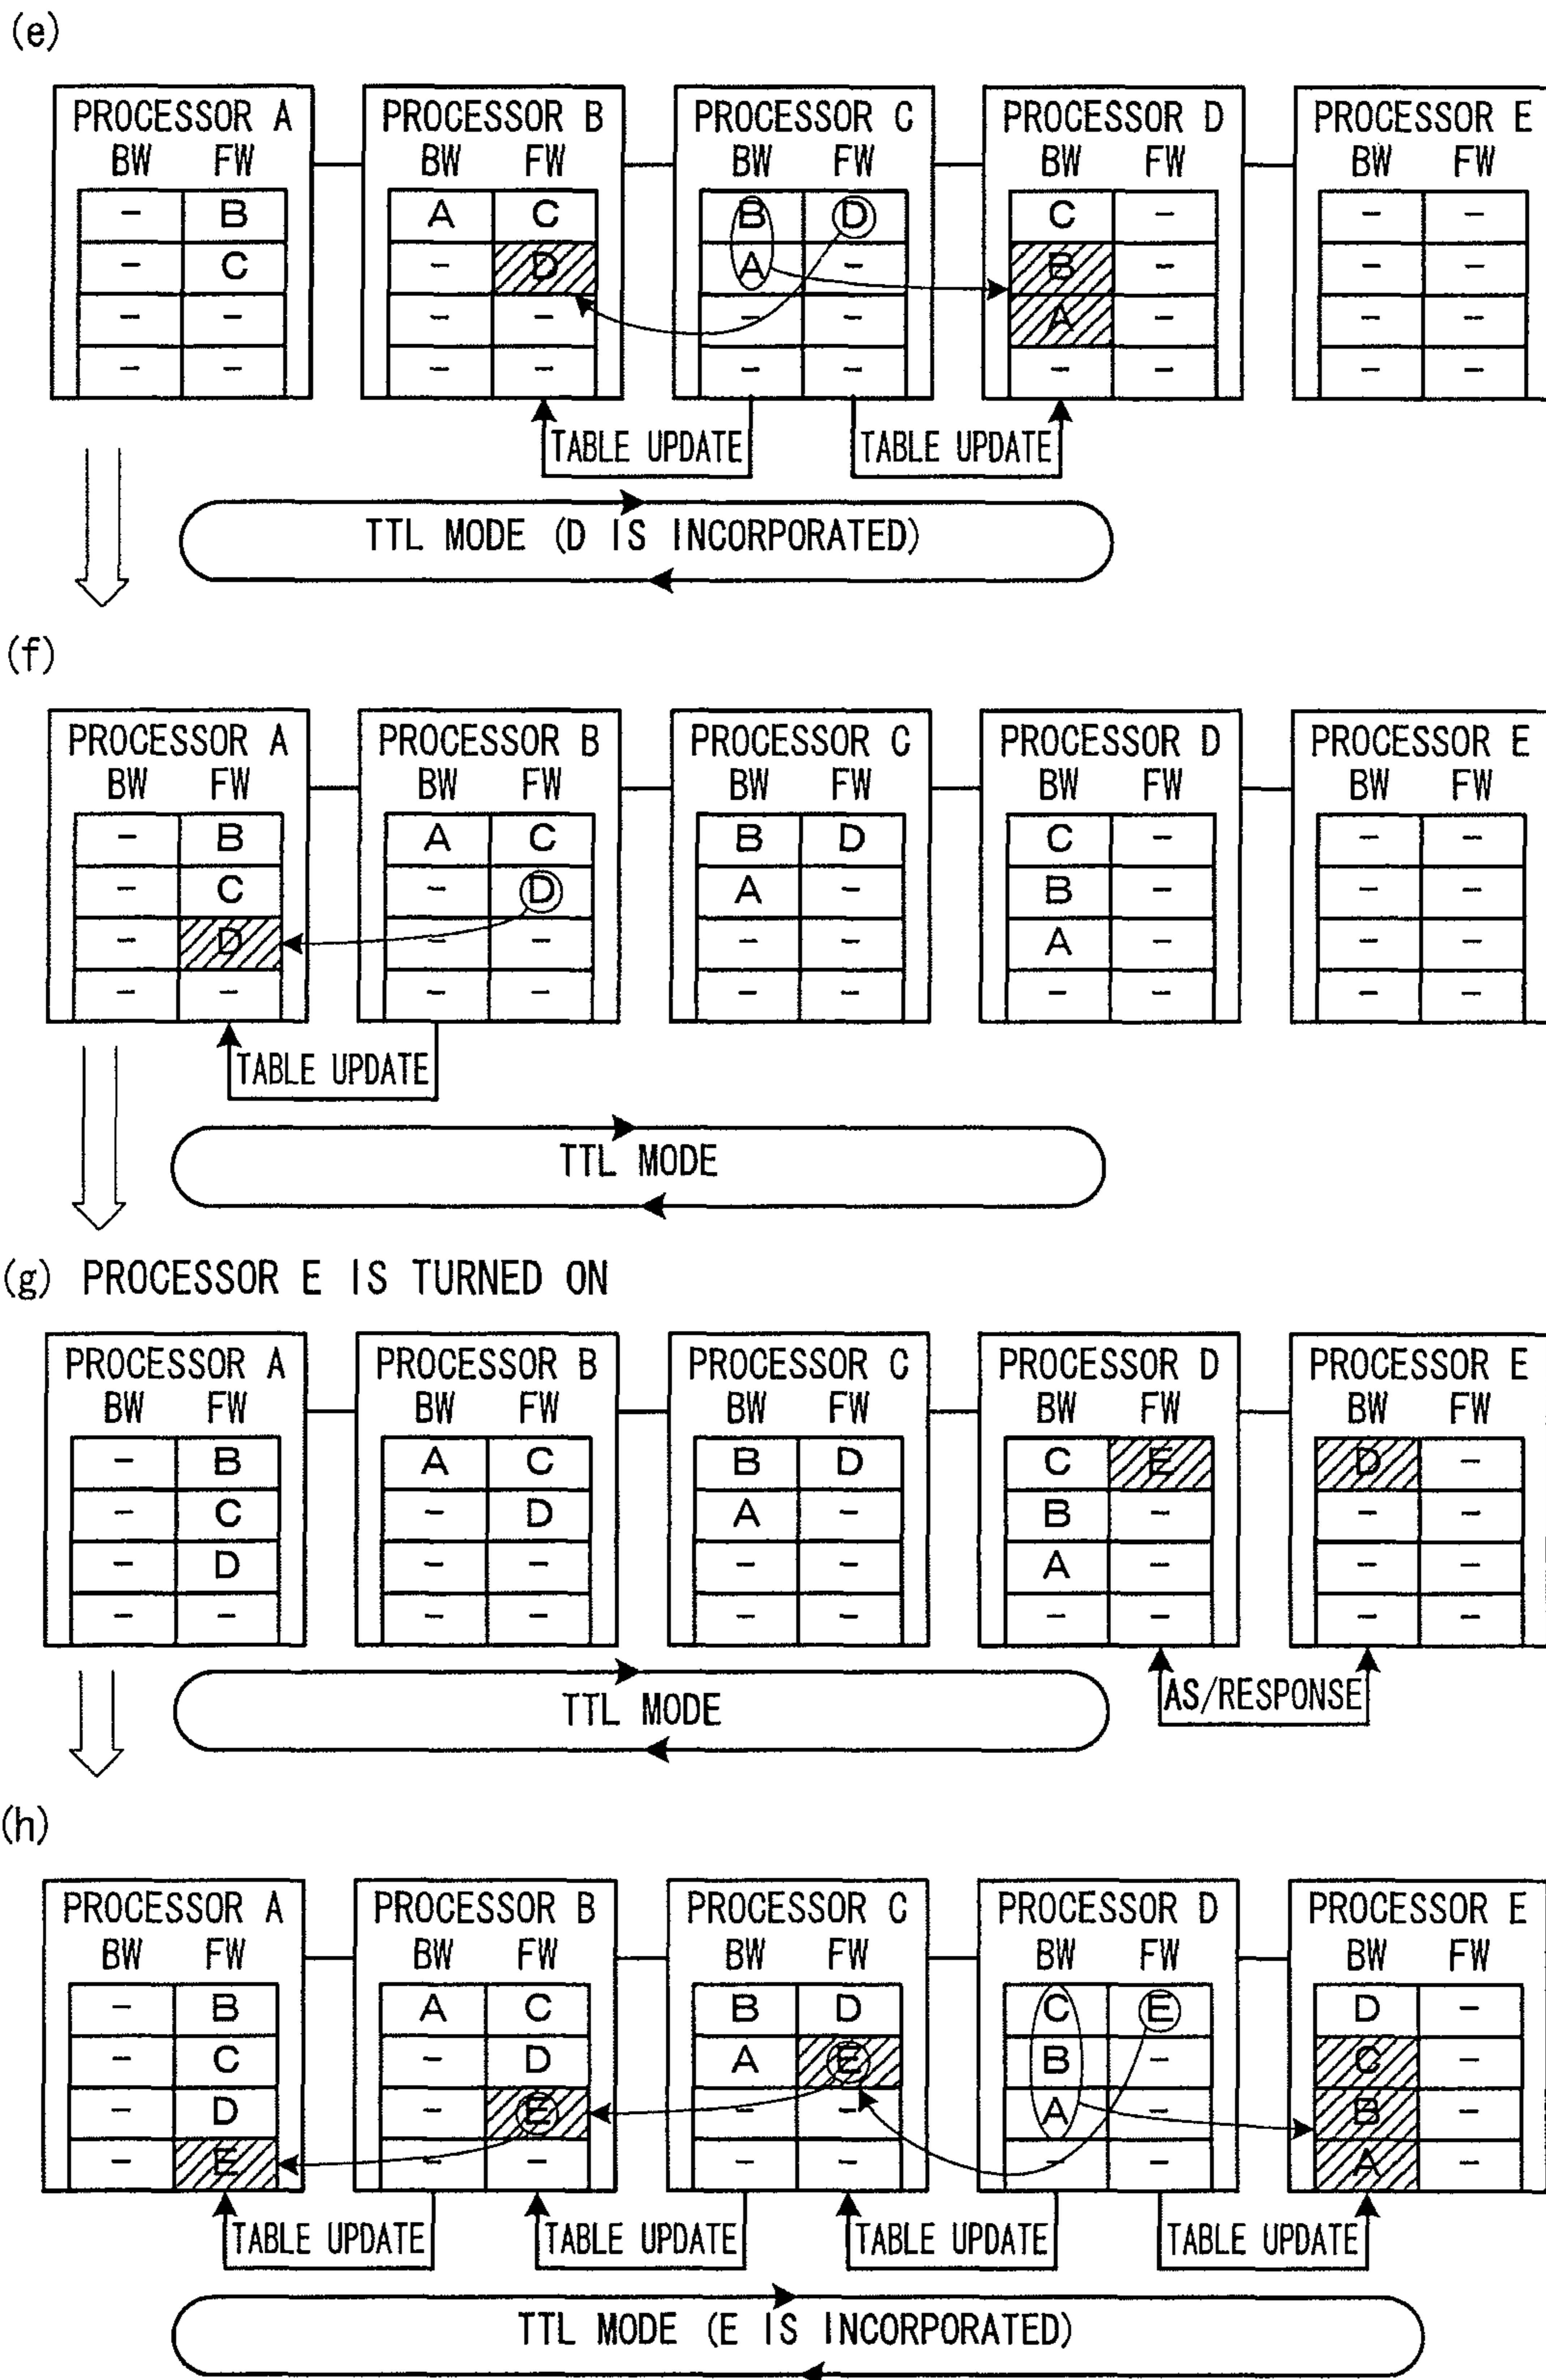 (e)
PROCESSOR A PROCESSOR B PROCESSOR C PROCESSOR D PROCESSOR E
BW FW BW FW BW FW BW FW BW FW
- B A C B D C - - -
- C - D A - B - - -
- - - - - - A - - -
- - - - - - - - - -
TABLE UPDATE TABLE UPDATE
TTL MODE (D IS INCORPORATED)
(f)
PROCESSOR A PROCESSOR B PROCESSOR C PROCESSOR D PROCESSOR E
BW FW BW FW BW FW BW FW BW FW
- B A C B D C - - -
- C - D A - B - - -
- D - - - - A - - -
- - - - - - - - - -
TABLE UPDATE
TTL MODE
(g) PROCESSOR E IS TURNED ON
PROCESSOR A PROCESSOR B PROCESSOR C PROCESSOR D PROCESSOR E
BW FW BW FW BW FW BW FW BW FW
- B A C B D C E D -
- C - D A - B - - -
- D - - - - A - - -
- - - - - - - - - -
AS/RESPONSE
TTL MODE
(h)
PROCESSOR A PROCESSOR B PROCESSOR C PROCESSOR D PROCESSOR E
BW FW BW FW BW FW BW FW BW FW
- B A C B D C E D -
- C - D A E B - C -
- D - E - - A - B -
- E - - - - - - A -
TABLE UPDATE TABLE UPDATE TABLE UPDATE TABLE UPDATE
TTL MODE (E IS INCORPORATED)